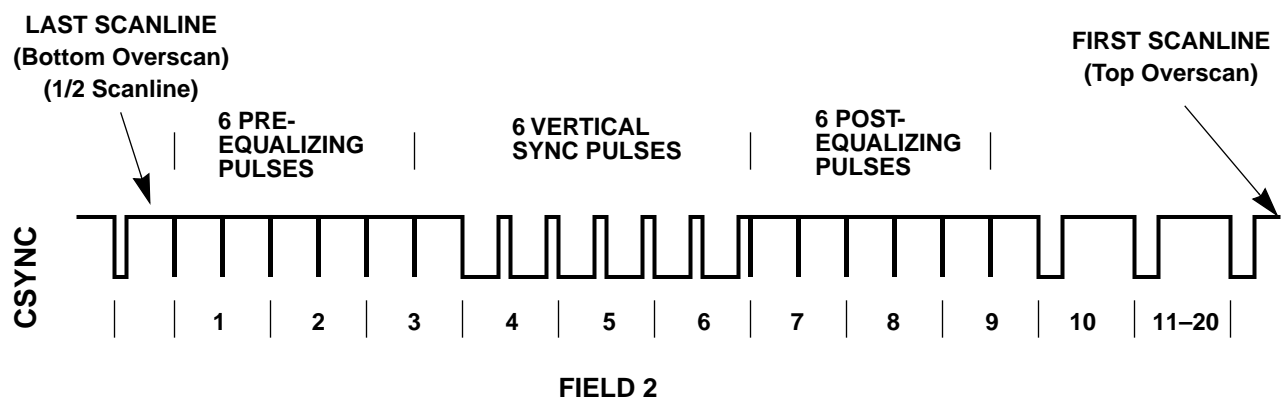 LAST SCANLINE
(Bottom Overscan)
(1/2 Scanline)
FIRST SCANLINE
(Top Overscan)
6 PRE-
EQUALIZING
PULSES
6 VERTICAL
SYNC PULSES
6 POST-
EQUALIZING
PULSES
CSYNC
1 2 3 4 5 6 7 8 9 10 11–20
FIELD 2